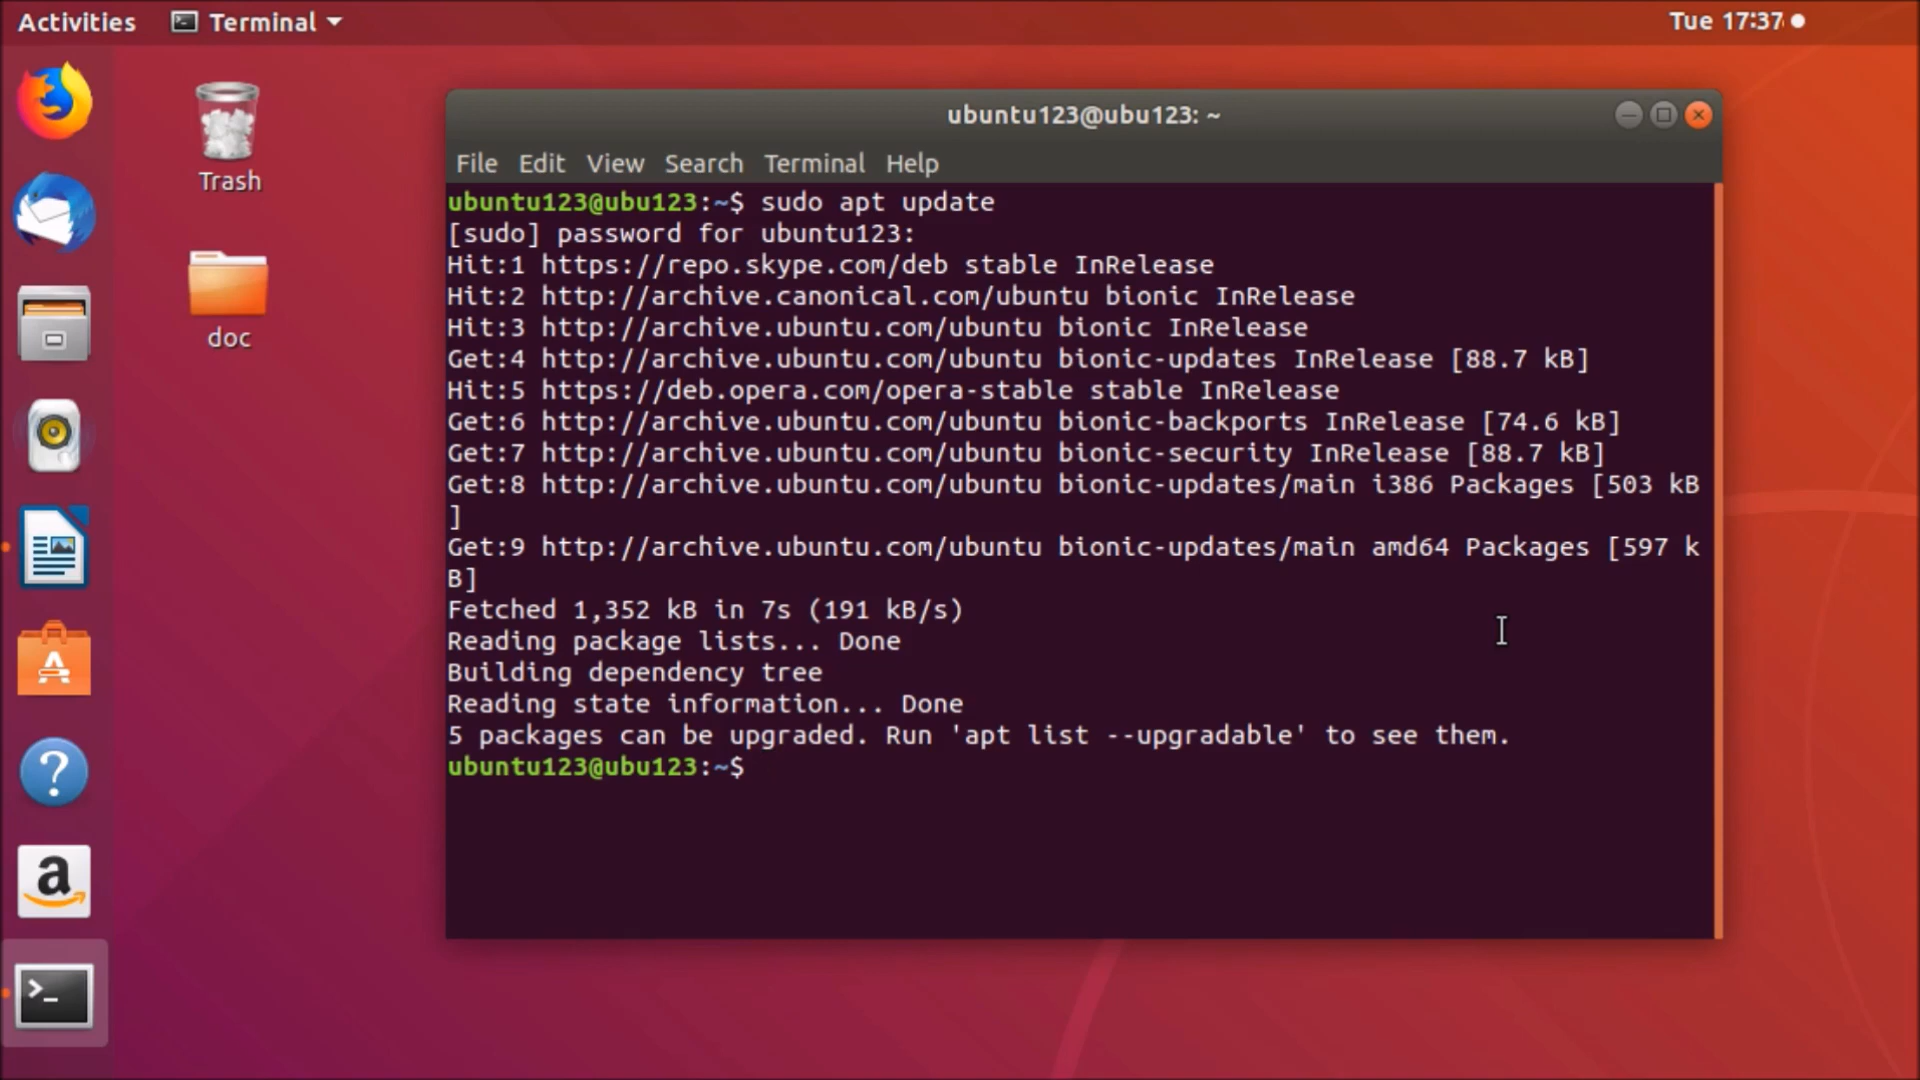 Activities
Terminal
Tue 17:37
Trash
doc
ubuntu123@ubu123: ~
File Edit View Search Terminal Help
ubuntu123@ubu123:~$ sudo apt update
[sudo] password for ubuntu123:
Hit:1 https://repo.skype.com/deb stable InRelease
Hit:2 http://archive.canonical.com/ubuntu bionic InRelease
Hit:3 http://archive.ubuntu.com/ubuntu bionic InRelease
Get:4 http://archive.ubuntu.com/ubuntu bionic-updates InRelease [88.7 kB]
Hit:5 https://deb.opera.com/opera-stable stable InRelease
Get:6 http://archive.ubuntu.com/ubuntu bionic-backports InRelease [74.6 kB]
Get:7 http://archive.ubuntu.com/ubuntu bionic-security InRelease [88.7 kB]
Get:8 http://archive.ubuntu.com/ubuntu bionic-updates/main i386 Packages [503 kB
]
Get:9 http://archive.ubuntu.com/ubuntu bionic-updates/main amd64 Packages [597 k
B]
Fetched 1,352 kB in 7s (191 kB/s)
Reading package lists... Done
Building dependency tree
Reading state information... Done
5 packages can be upgraded. Run 'apt list --upgradable' to see them.
ubuntu123@ubu123:~$